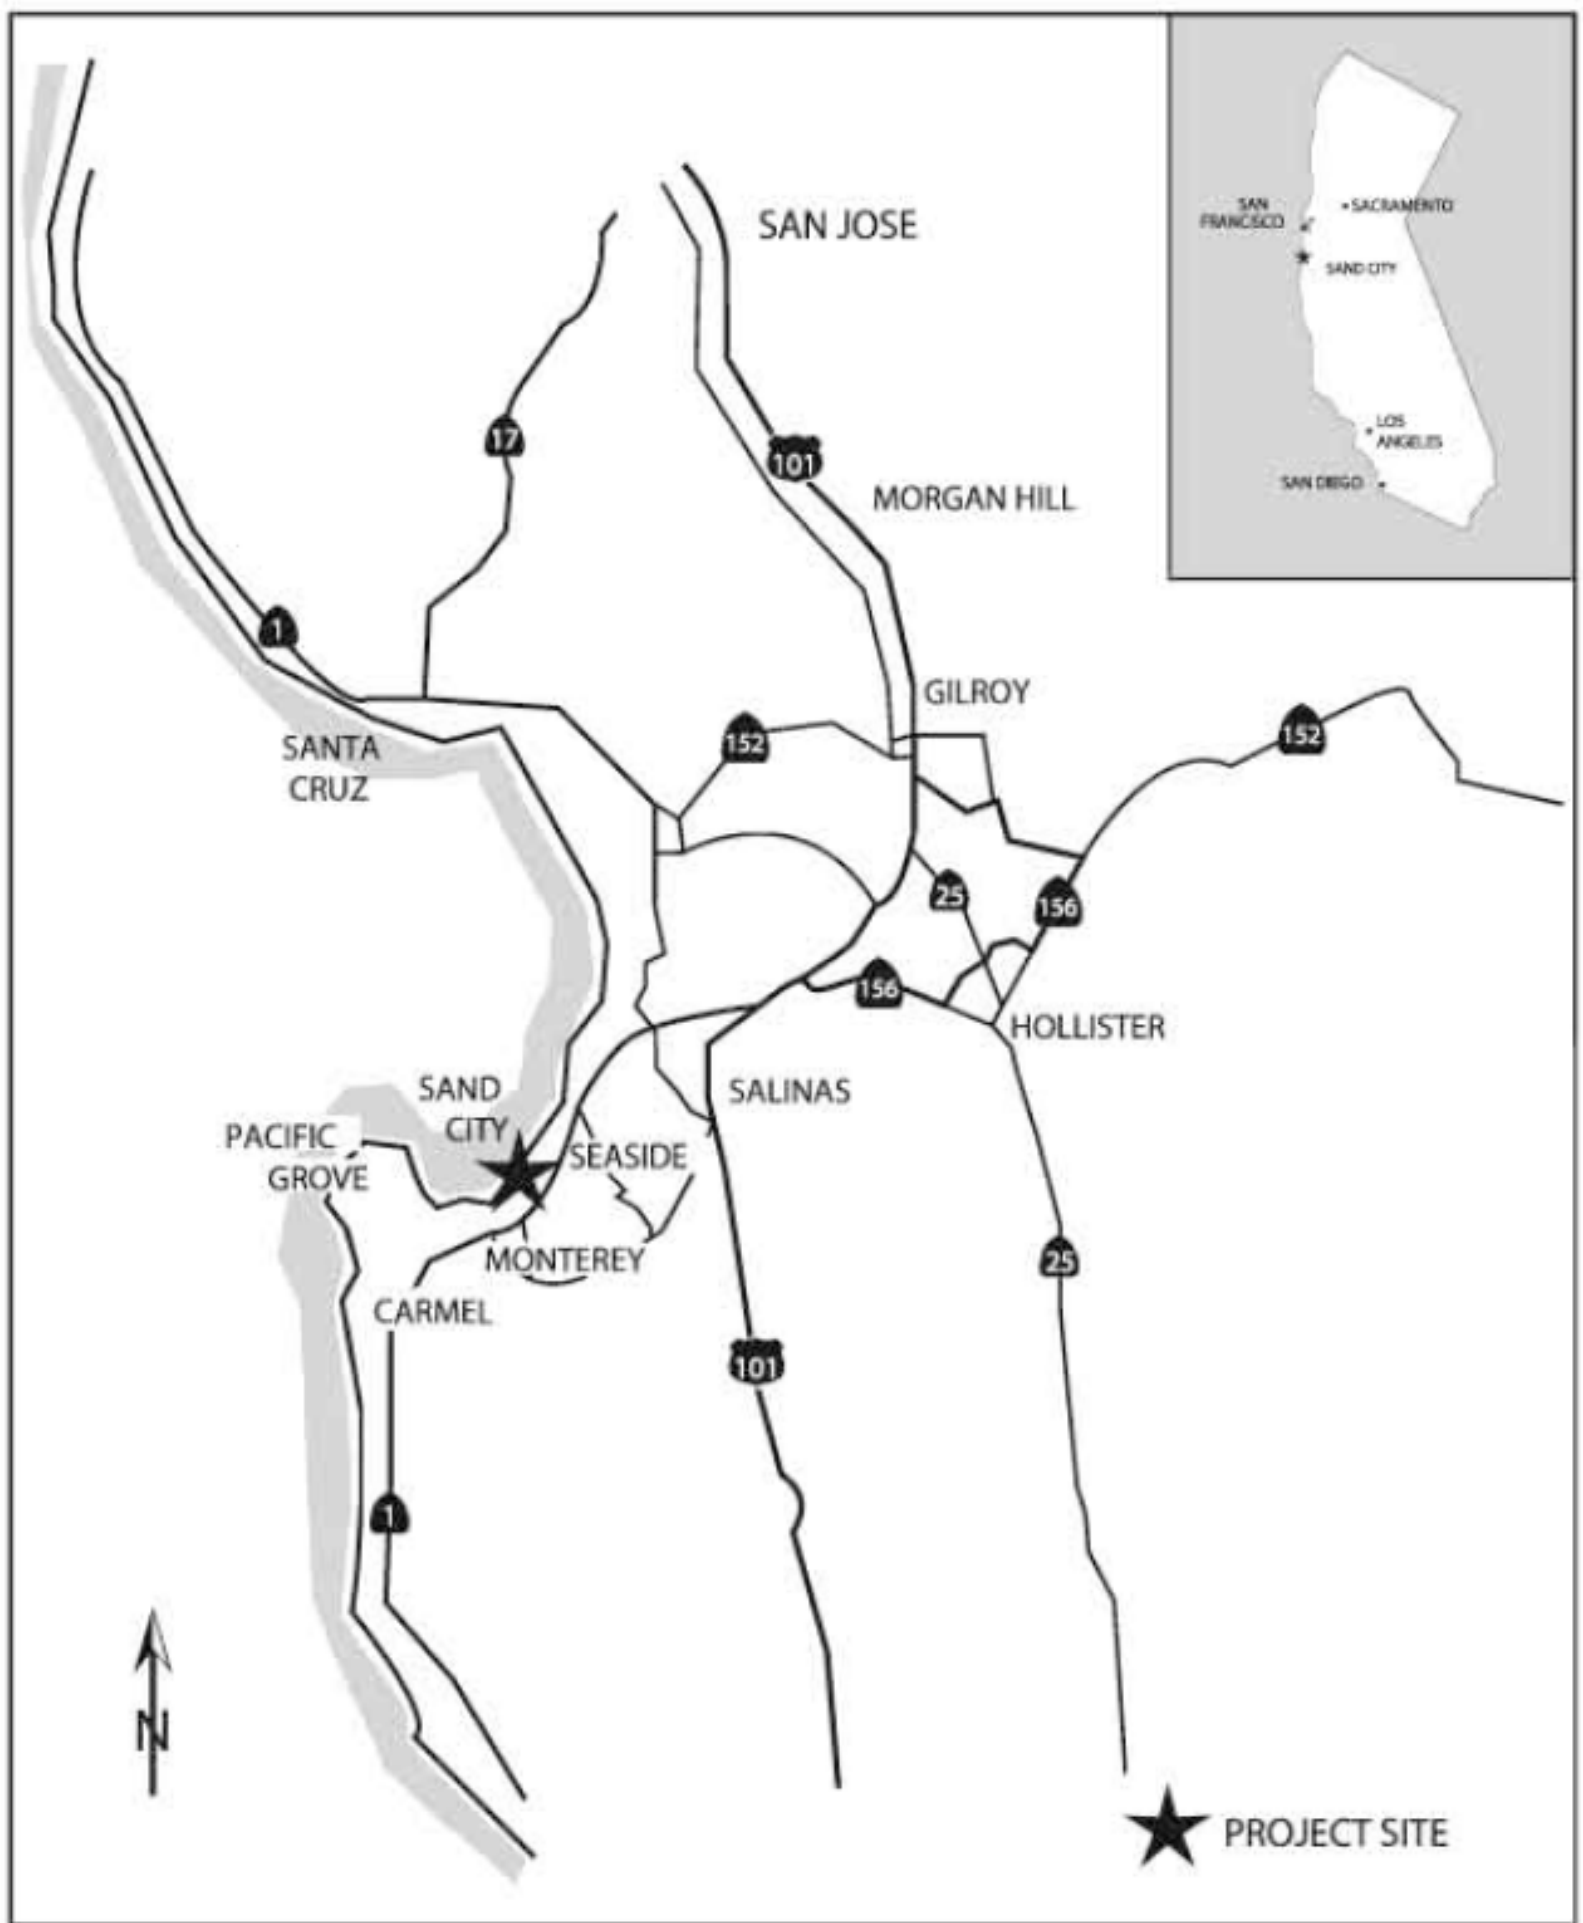 SAN JOSE
SAN
FRANCISCO
SACRAMENTO
SAND CITY
LOS
ANGELES
SAN DIEGO
17
101
MORGAN HILL
1
GILROY
152
152
SANTA
CRUZ
25
156
156
HOLLISTER
SAND
CITY
SALINAS
PACIFIC
GROVE
SEASIDE
MONTEREY
25
CARMEL
101
1
N
PROJECT SITE